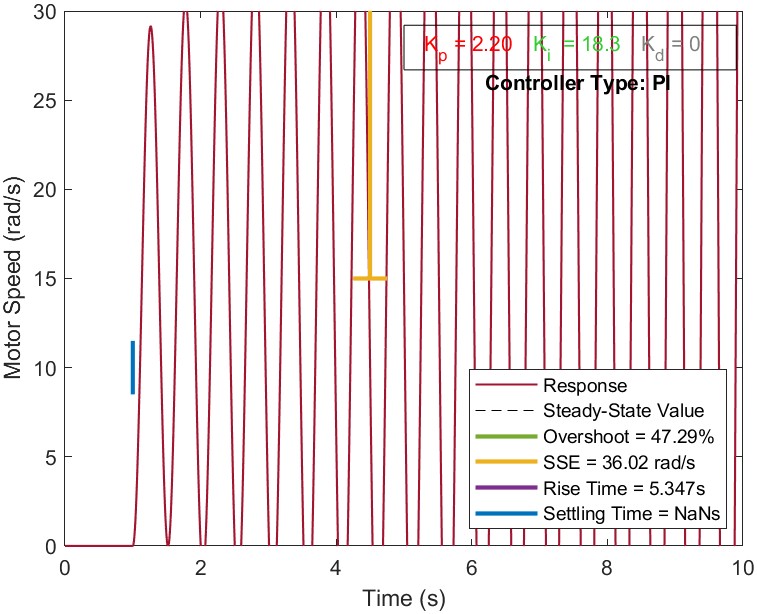 30
25
20
15
10
5
0
Motor Speed (rad/s)
Kp = 2.20 Ki = 18.3 Kd = 0
Controller Type: PI
Response
Steady-State Value
Overshoot = 47.29%
SSE = 36.02 rad/s
Rise Time = 5.347s
Settling Time = NaNs
0 2 4 6 8 10
Time (s)